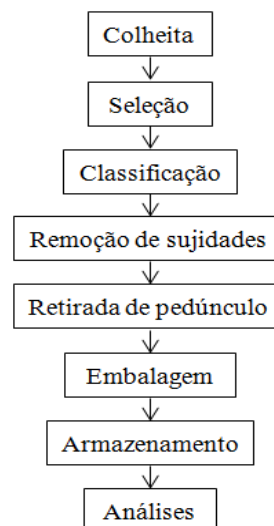 Colheita
Seleção
Classificação
Remoção de sujidades
Retirada de pedúnculo
Embalagem
Armazenamento
Análises